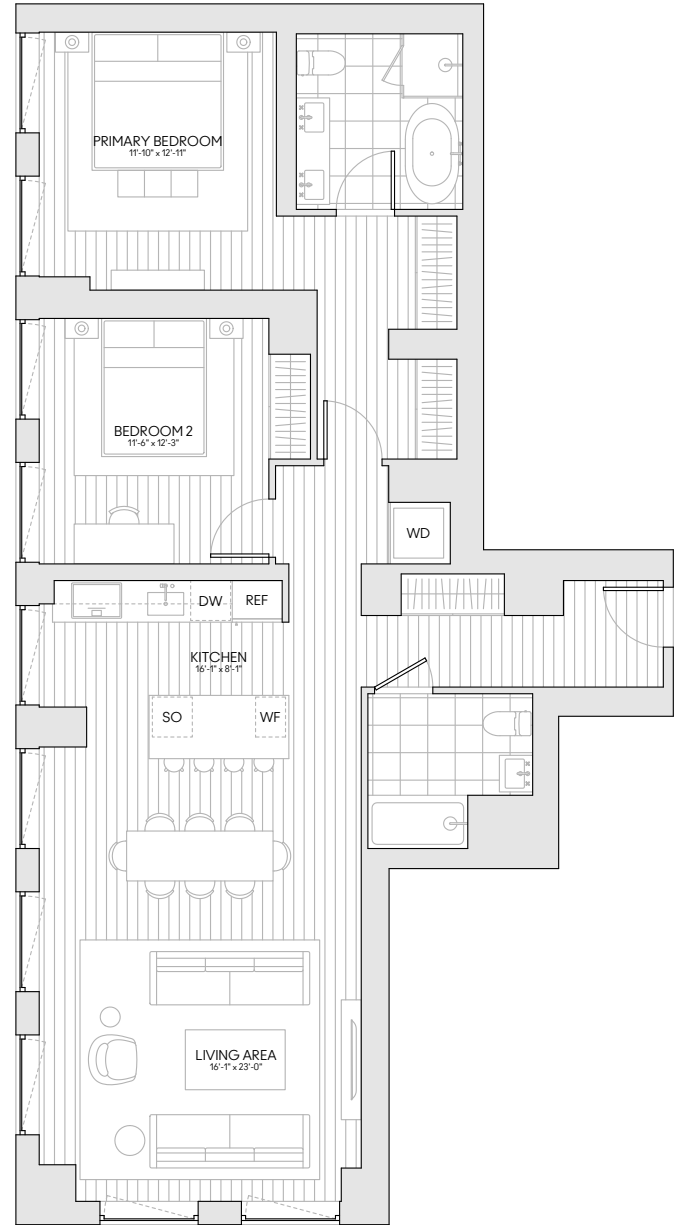 PRIMARY BEDROOM
11'-10" x 12'-11"
BEDROOM 2
11'-6" x 12'-3"
WD
DW
REF
KITCHEN
16'-1" x 8'-1"
SO
WF
LIVING AREA
16'-1" x 23'-0"